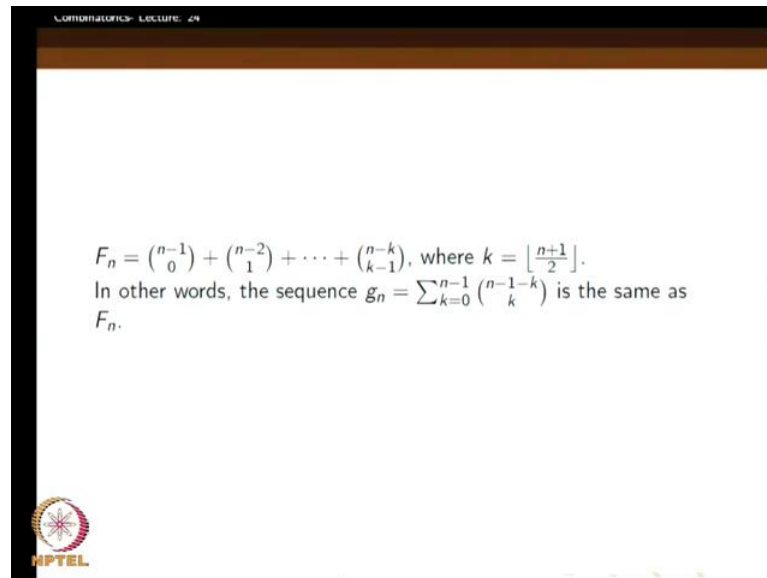 Combinatorics- Lecture: 24
$F_n = \binom{n-1}{0} + \binom{n-2}{1} + \cdots + \binom{n-k}{k-1}$, where $k = \lfloor \frac{n+1}{2} \rfloor$.
In other words, the sequence $g_n = \sum_{k=0}^{n-1} \binom{n-1-k}{k}$ is the same as
$F_n$.
NPTEL